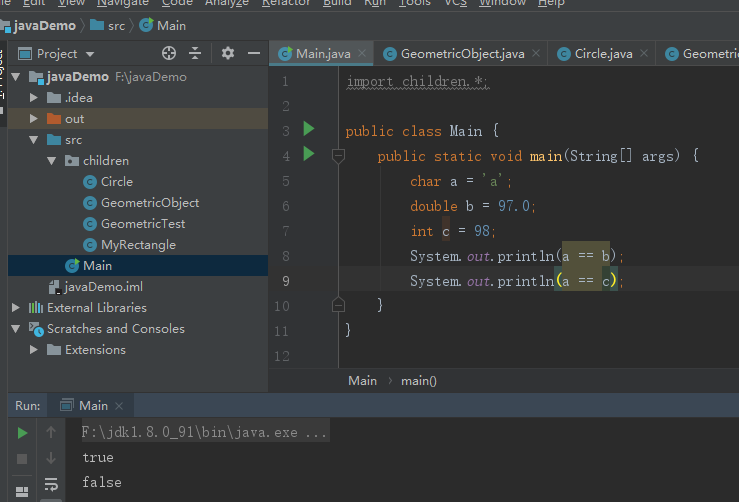 File Edit View Navigate Code Analyze Refactor Build Run Tools VCS Window Help
javaDemo src Main
Project
Main.java GeometricObject.java Circle.java Geometric
javaDemo F:\javaDemo
.idea
out
src
children
Circle
GeometricObject
GeometricTest
MyRectangle
Main
javaDemo.iml
External Libraries
Scratches and Consoles
Extensions
1 import children.*;
2
3 public class Main {
4 public static void main(String[] args) {
5 char a = 'a';
6 double b = 97.0;
7 int c = 98;
8 System.out.println(a == b);
9 System.out.println(a == c);
10 }
11 }
12
Main › main()
Run: Main
F:\jdk1.8.0_91\bin\java.exe ...
true
false